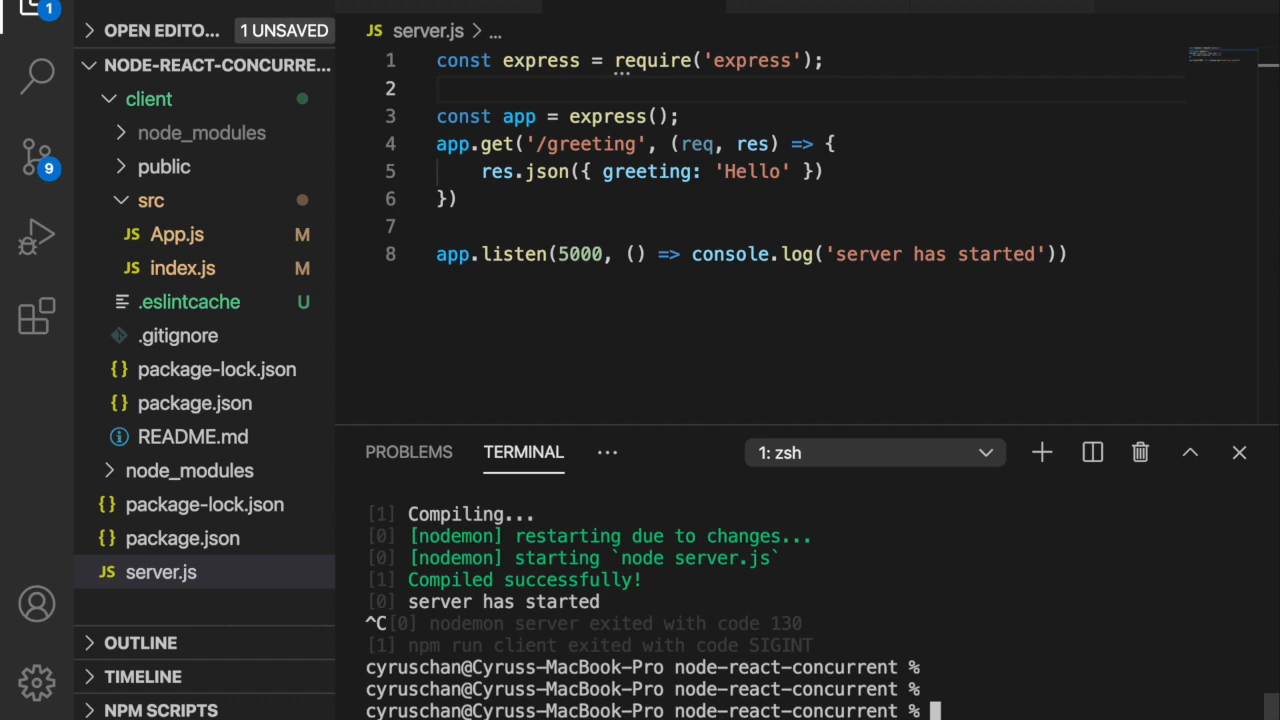 1
OPEN EDITO... 1 UNSAVED
NODE-REACT-CONCURRE...
client
node_modules
public
src
JS App.js M
JS index.js M
.eslintcache U
.gitignore
{} package-lock.json
{} package.json
README.md
node_modules
{} package-lock.json
{} package.json
JS server.js
OUTLINE
TIMELINE
NPM SCRIPTS
9
JS server.js > ...
1 const express = require('express');
2
3 const app = express();
4 app.get('/greeting', (req, res) => {
5 res.json({ greeting: 'Hello' })
6 })
7
8 app.listen(5000, () => console.log('server has started'))
PROBLEMS TERMINAL ... 1: zsh
[1] Compiling...
[0] [nodemon] restarting due to changes...
[0] [nodemon] starting `node server.js`
[1] Compiled successfully!
[0] server has started
^C[0] nodemon server exited with code 130
[1] npm run client exited with code SIGINT
cyruschan@Cyruss-MacBook-Pro node-react-concurrent %
cyruschan@Cyruss-MacBook-Pro node-react-concurrent %
cyruschan@Cyruss-MacBook-Pro node-react-concurrent %